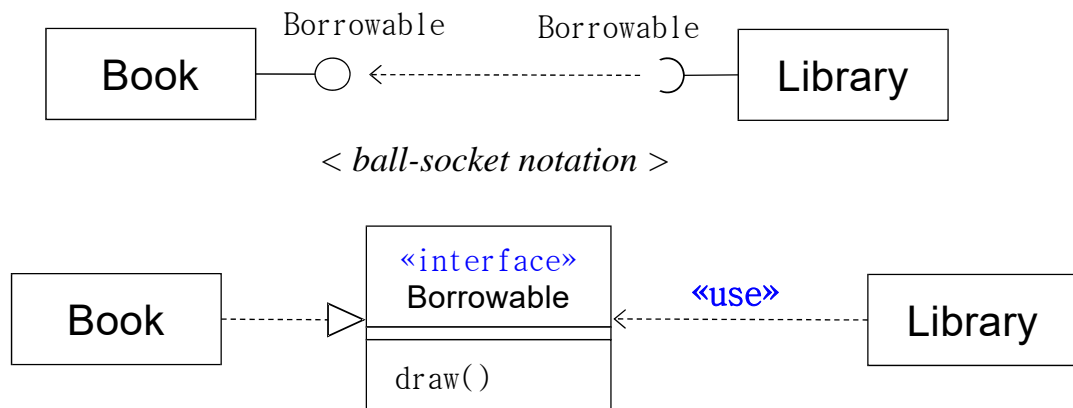 Borrowable Borrowable
Book Library
< ball-socket notation >
«interface»
Borrowable
«use»
Book Library
draw()